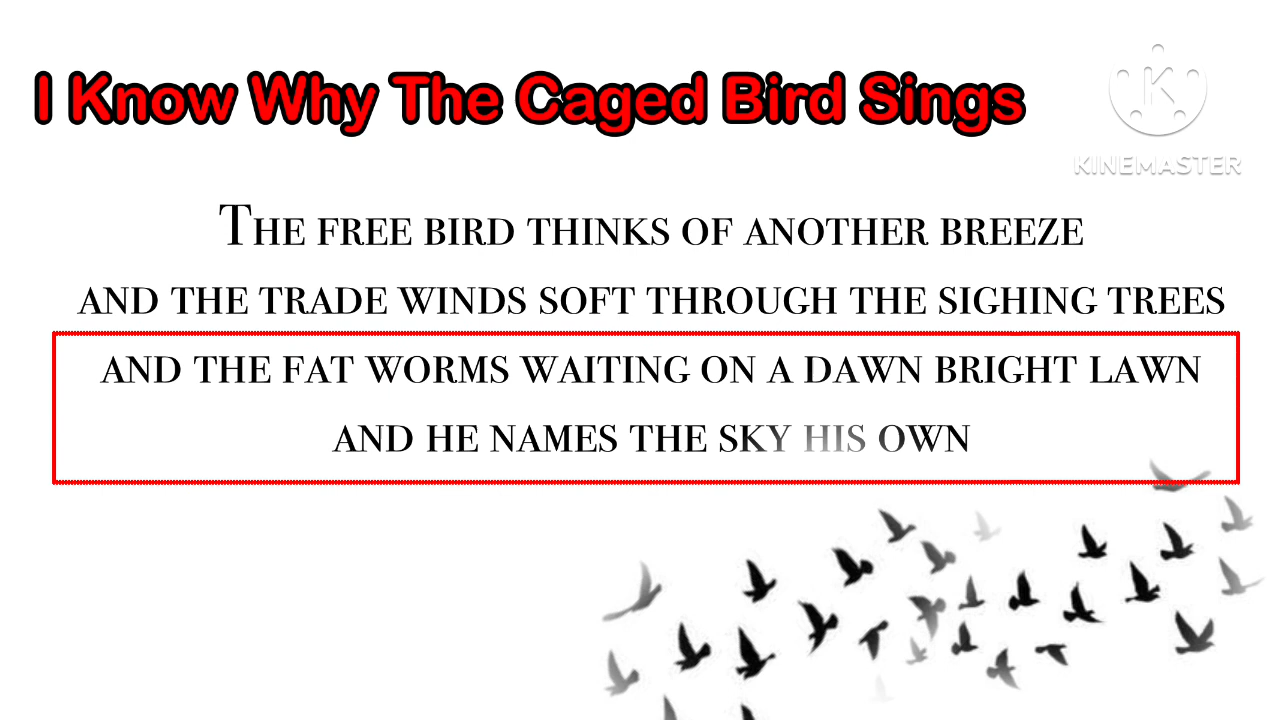 I Know Why The Caged Bird Sings
K
KINEMASTER
THE FREE BIRD THINKS OF ANOTHER BREEZE
AND THE TRADE WINDS SOFT THROUGH THE SIGHING TREES
AND THE FAT WORMS WAITING ON A DAWN BRIGHT LAWN
AND HE NAMES THE SKY HIS OWN